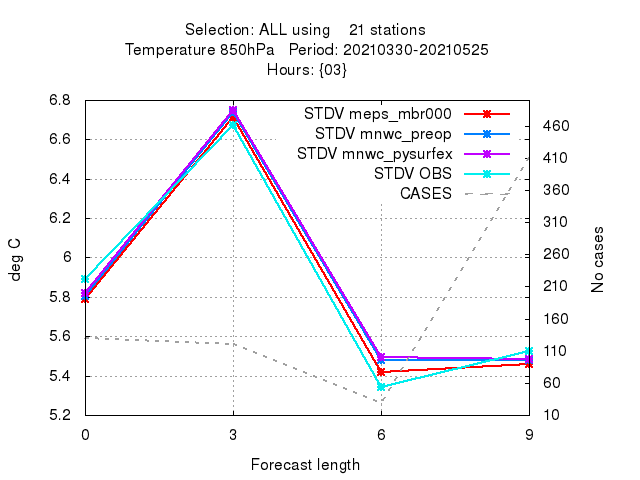 Selection: ALL using    21 stations
Temperature 850hPa   Period: 20210330-20210525
Hours: {03}
STDV meps_mbr000
STDV mnwc_preop
STDV mnwc_pysurfex
STDV OBS
CASES
deg C
6.8
6.6
6.4
6.2
6
5.8
5.6
5.4
5.2
460
410
360
310
260
210
160
110
60
10
No cases
0 3 6 9
Forecast length